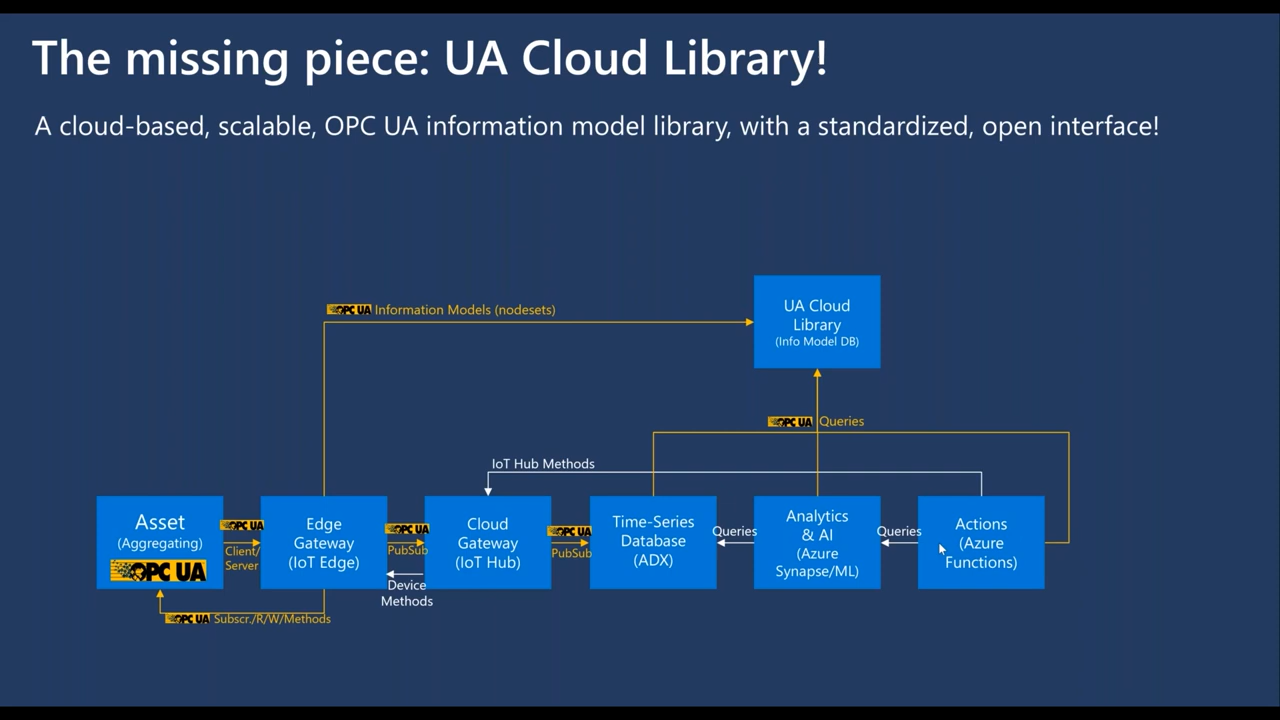 The missing piece: UA Cloud Library!
A cloud-based, scalable, OPC UA information model library, with a standardized, open interface!
OPC UA Information Models (nodesets)
UA Cloud
Library
(Info Model DB)
OPC UA Queries
IoT Hub Methods
Asset
(Aggregating)
OPC UA
OPC UA
Client/
Server
Edge
Gateway
(IoT Edge)
OPC UA
PubSub
Device
Methods
Cloud
Gateway
(IoT Hub)
OPC UA
PubSub
Time-Series
Database
(ADX)
Queries
Analytics
& AI
(Azure
Synapse/ML)
Queries
Actions
(Azure
Functions)
OPC UA Subscr./R/W/Methods